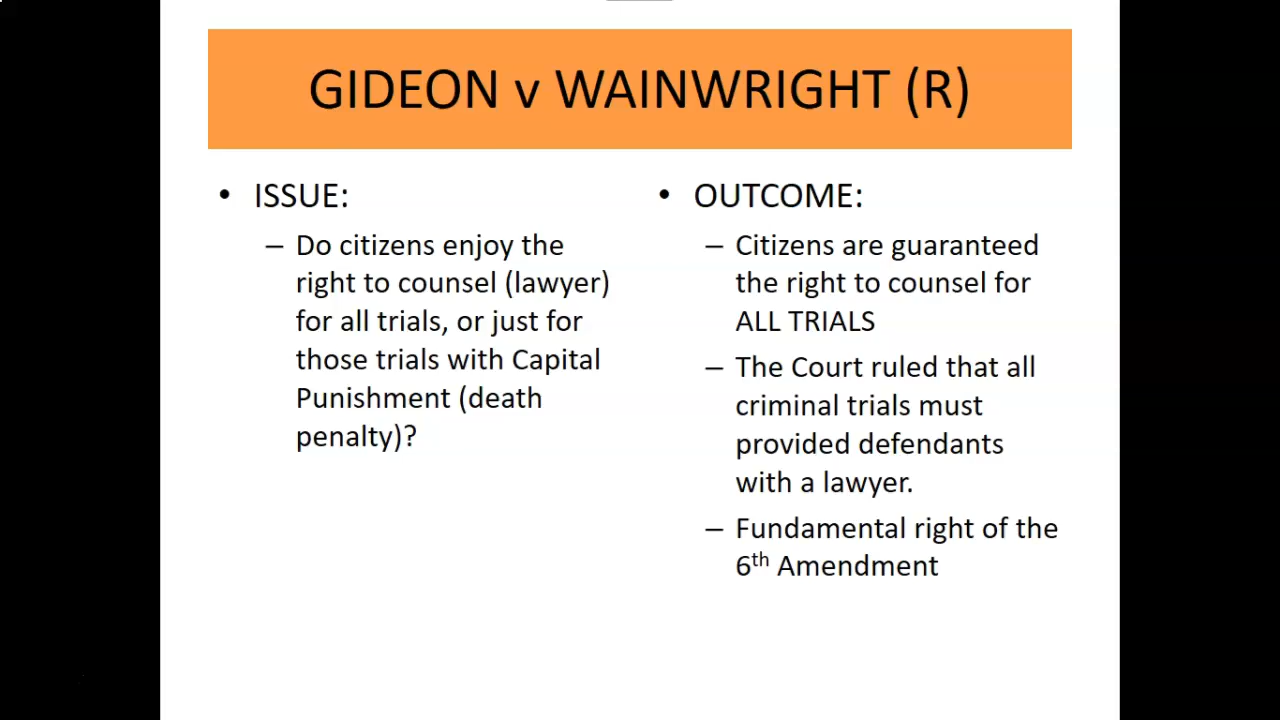 GIDEON v WAINWRIGHT (R)
• ISSUE:
– Do citizens enjoy the
right to counsel (lawyer)
for all trials, or just for
those trials with Capital
Punishment (death
penalty)?
• OUTCOME:
– Citizens are guaranteed
the right to counsel for
ALL TRIALS
– The Court ruled that all
criminal trials must
provided defendants
with a lawyer.
– Fundamental right of the
6th Amendment